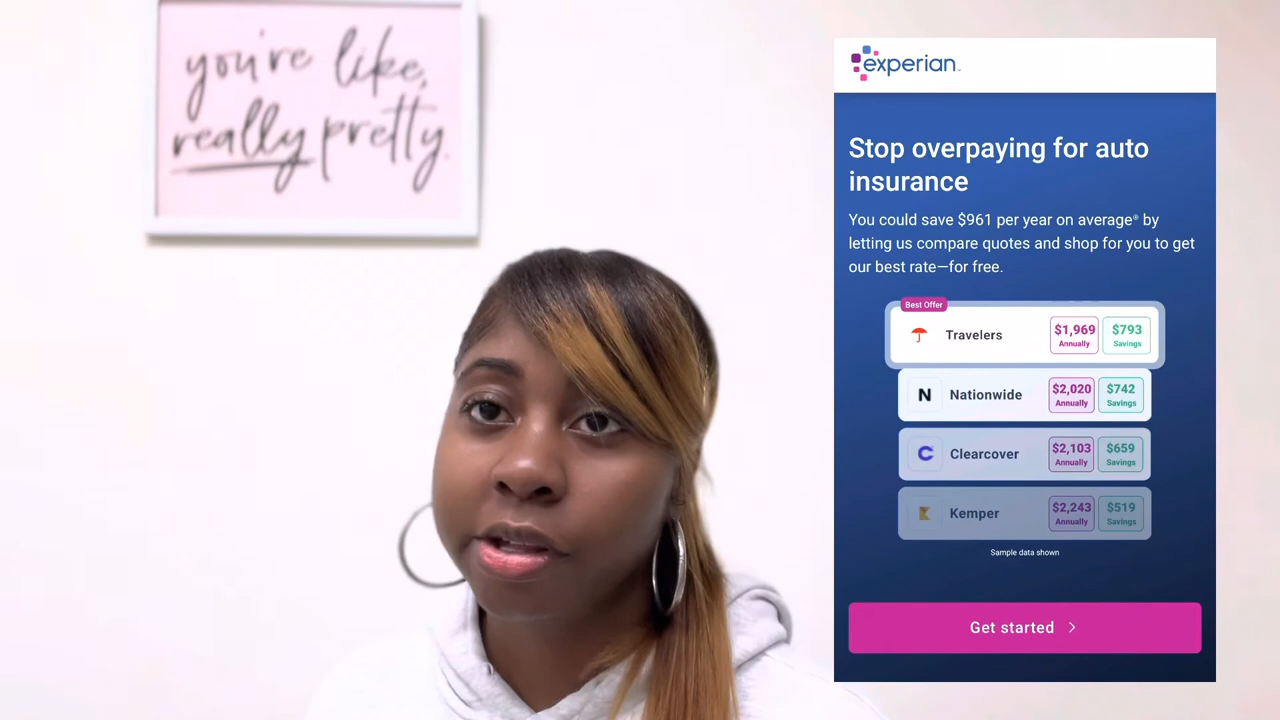 you're like,
really pretty.
experian™
Stop overpaying for auto
insurance
You could save $961 per year on average® by
letting us compare quotes and shop for you to get
our best rate—for free.
Best Offer
Travelers
$1,969
Annually
$793
Savings
N
Nationwide
$2,020
Annually
$742
Savings
Clearcover
$2,103
Annually
$659
Savings
Kemper
$2,243
Annually
$519
Savings
Sample data shown
Get started